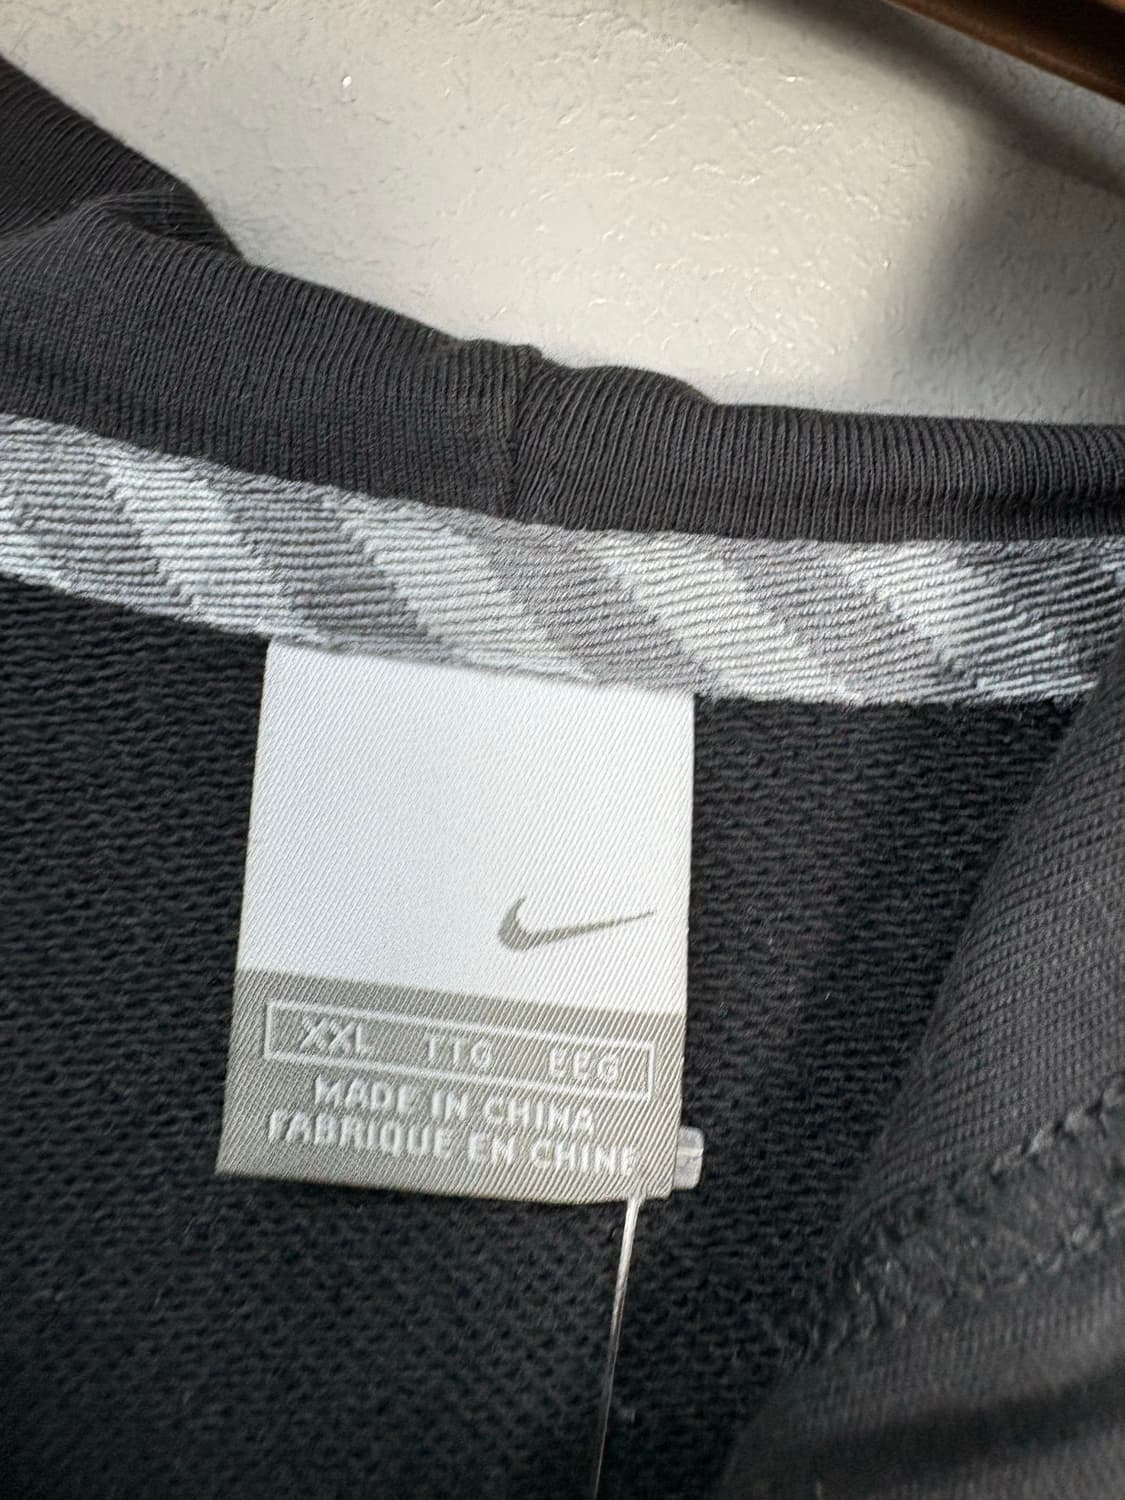 XXL TTG EEG
MADE IN CHINA
FABRIQUE EN CHINE